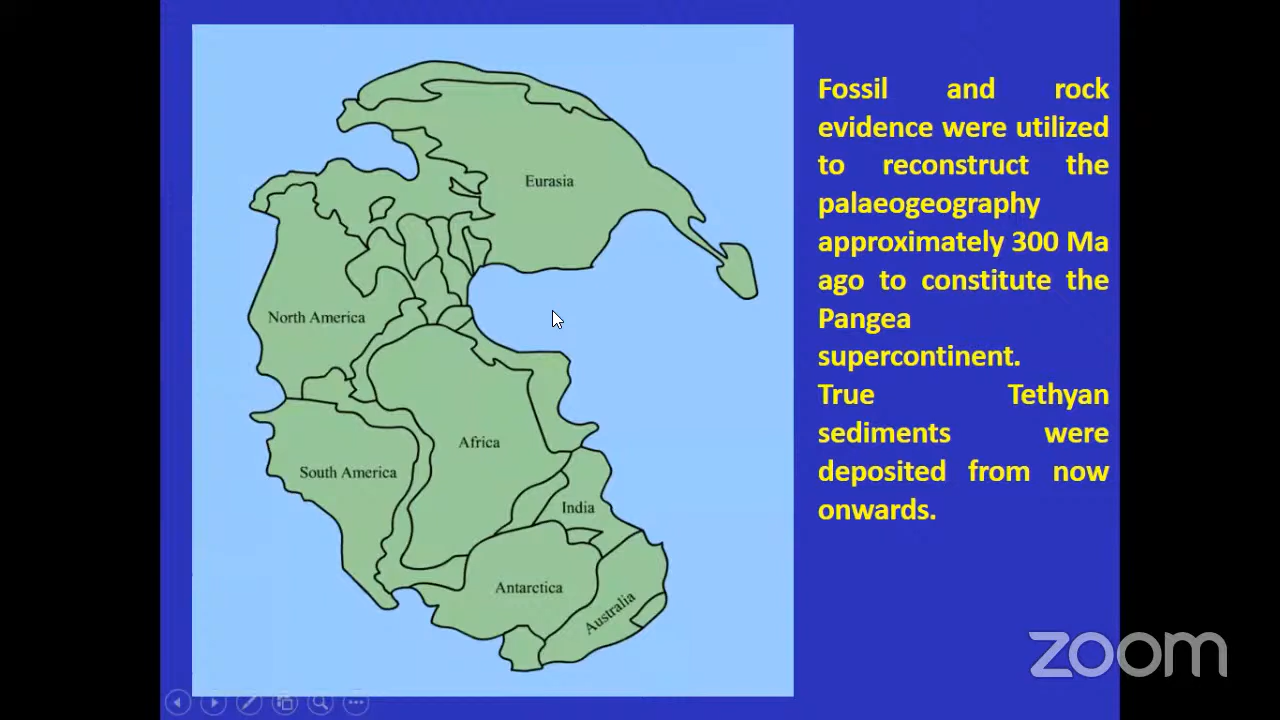 Eurasia
North America
Africa
South America
India
Antarctica
Australia
Fossil and rock
evidence were utilized
to reconstruct the
palaeogeography
approximately 300 Ma
ago to constitute the
Pangea
supercontinent.
True Tethyan
sediments were
deposited from now
onwards.
zoom